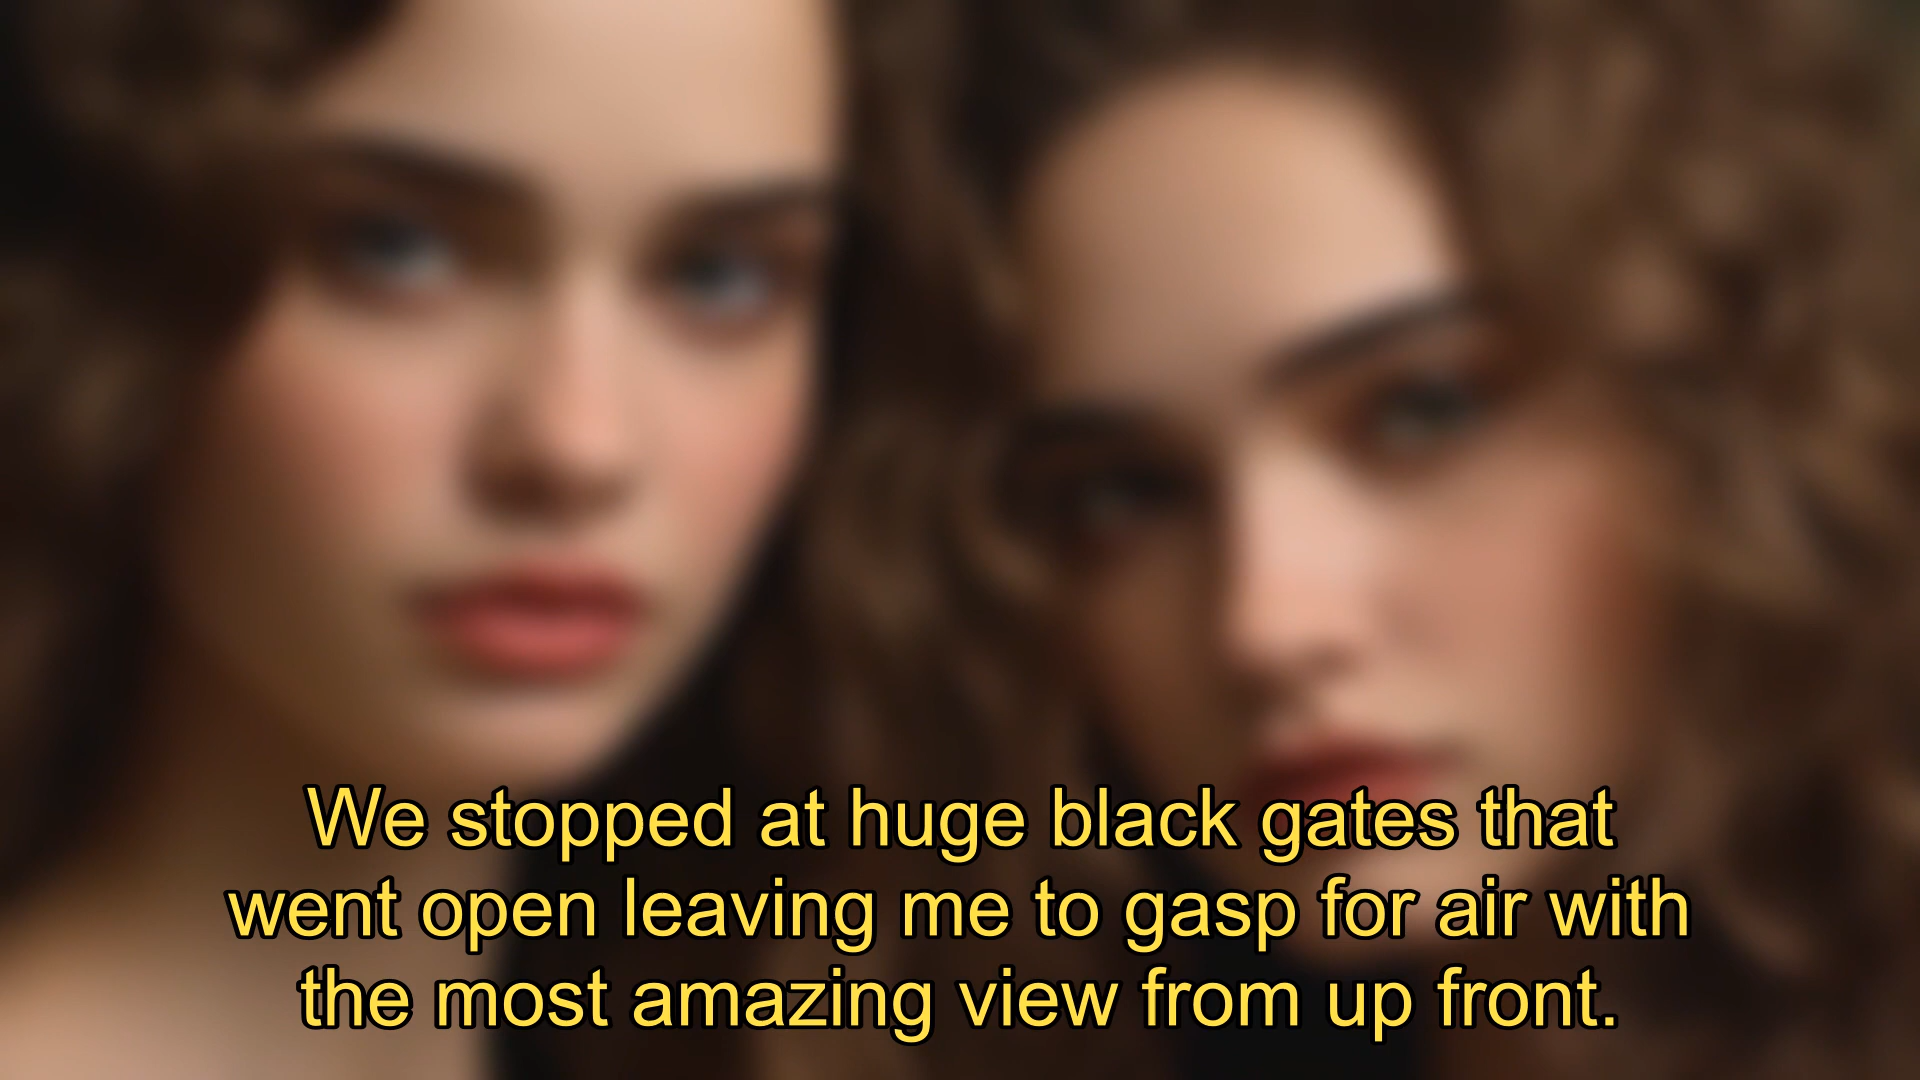 We stopped at huge black gates that
went open leaving me to gasp for air with
the most amazing view from up front.